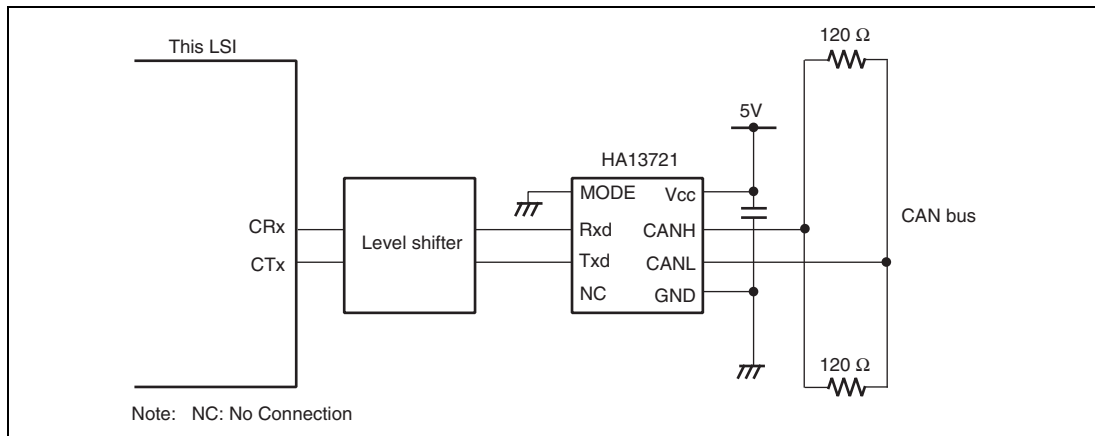 120 Ω
This LSI
5V
HA13721
MODE
Vcc
CRx
Level shifter
Rxd
CANH
CAN bus
CTx
Txd
CANL
NC
GND
120 Ω
Note: NC: No Connection